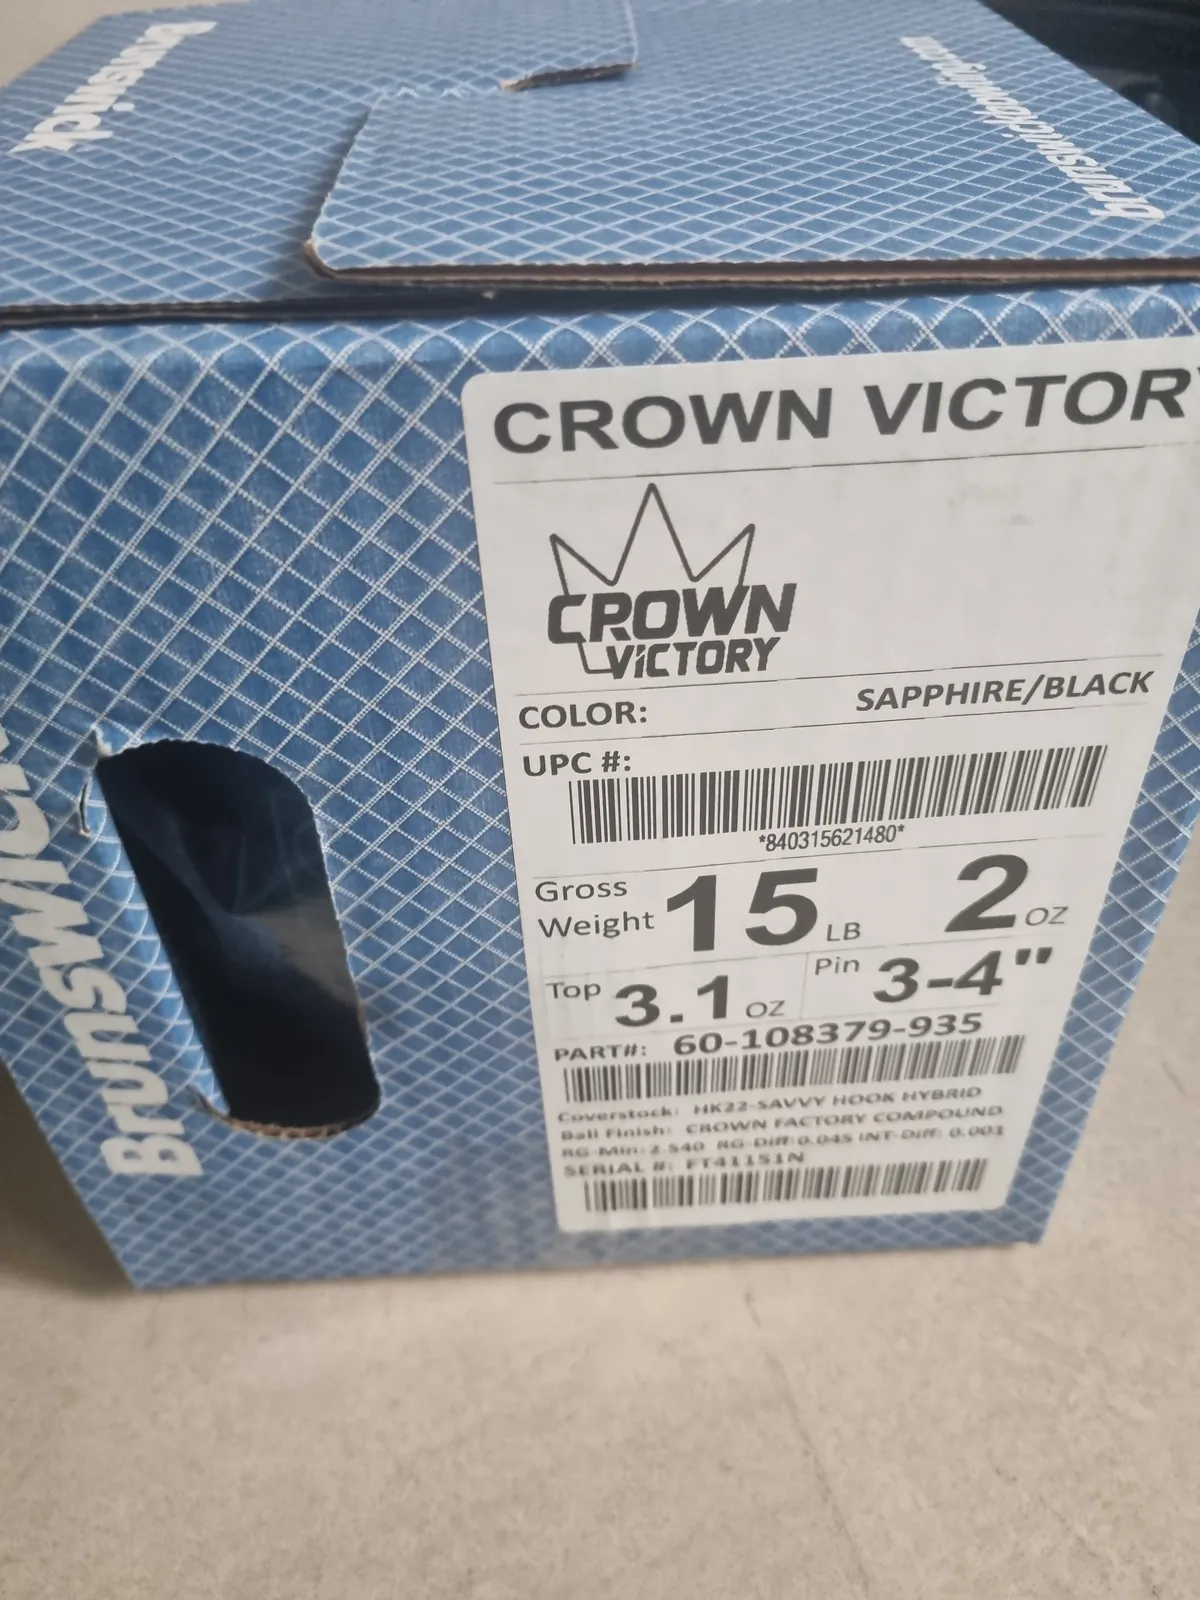 Brunswick
brunswickbowling.com
Brunswick
CROWN VICTORY
CROWN
VICTORY
COLOR: SAPPHIRE/BLACK
UPC #:
*840315621480*
Gross Weight 15 LB 2 OZ
Top 3.1 OZ Pin 3-4"
PART#: 60-108379-935
Coverstock: HK22-SAVVY HOOK HYBRID
Ball Finish: CROWN FACTORY COMPOUND
RG-Min: 2.540 RG-Diff: 0.045 INT-Diff: 0.001
SERIAL #: FT41151N